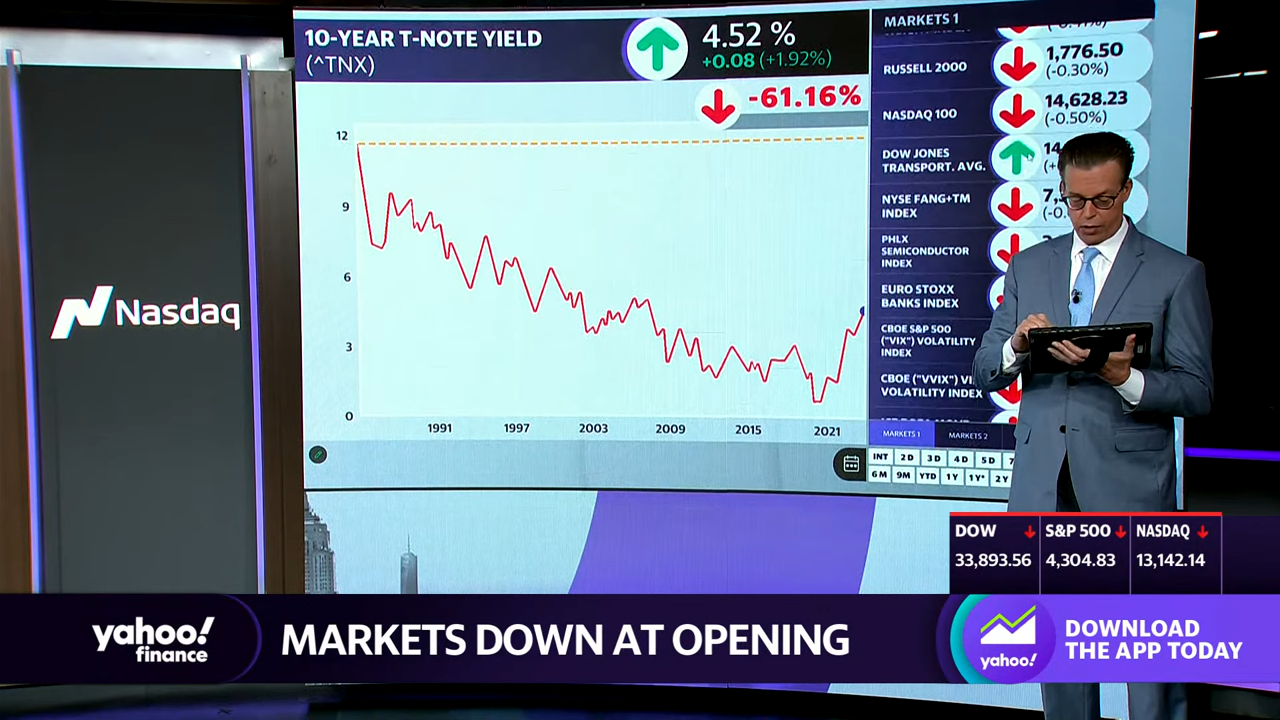 10-YEAR T-NOTE YIELD
(^TNX)
4.52 %
+0.08 (+1.92%)
-61.16%
12
9
6
3
0
1991 1997 2003 2009 2015 2021
MARKETS 1
RUSSELL 2000
1,776.50
(-0.30%)
NASDAQ 100
14,628.23
(-0.50%)
DOW JONES
TRANSPORT. AVG.
NYSE FANG+TM
INDEX
PHLX
SEMICONDUCTOR
INDEX
EURO STOXX
BANKS INDEX
CBOE S&P 500
("VIX") VOLATILITY
INDEX
CBOE ("VVIX")
VOLATILITY INDEX
MARKETS 1 MARKETS 2
INT 2D 3D 4D 5D
6M 9M YTD 1Y 1Y* 2Y
Nasdaq
DOW S&P 500 NASDAQ
33,893.56 4,304.83 13,142.14
yahoo!
finance
MARKETS DOWN AT OPENING
yahoo!
DOWNLOAD
THE APP TODAY